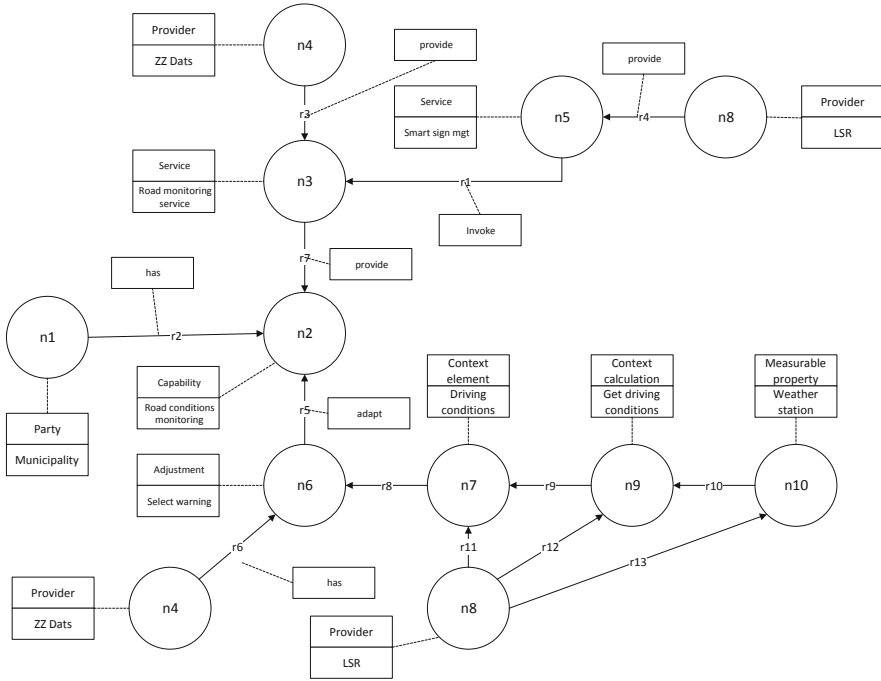 Provider
ZZ Dats
n4
provide
r3
Service
Smart sign mgt
n5
provide
r4
n8
Provider
LSR
Service
Road monitoring
service
n3
r1
Invoke
r7
provide
has
n1
r2
n2
Party
Municipality
Capability
Road conditions
monitoring
r5
adapt
Context
element
Driving
conditions
Context
calculation
Get driving
conditions
Measurable
property
Weather
station
Adjustment
Select warning
n6
r8
n7
r9
n9
r10
n10
r6
has
r11
r12
r13
Provider
ZZ Dats
n4
Provider
LSR
n8